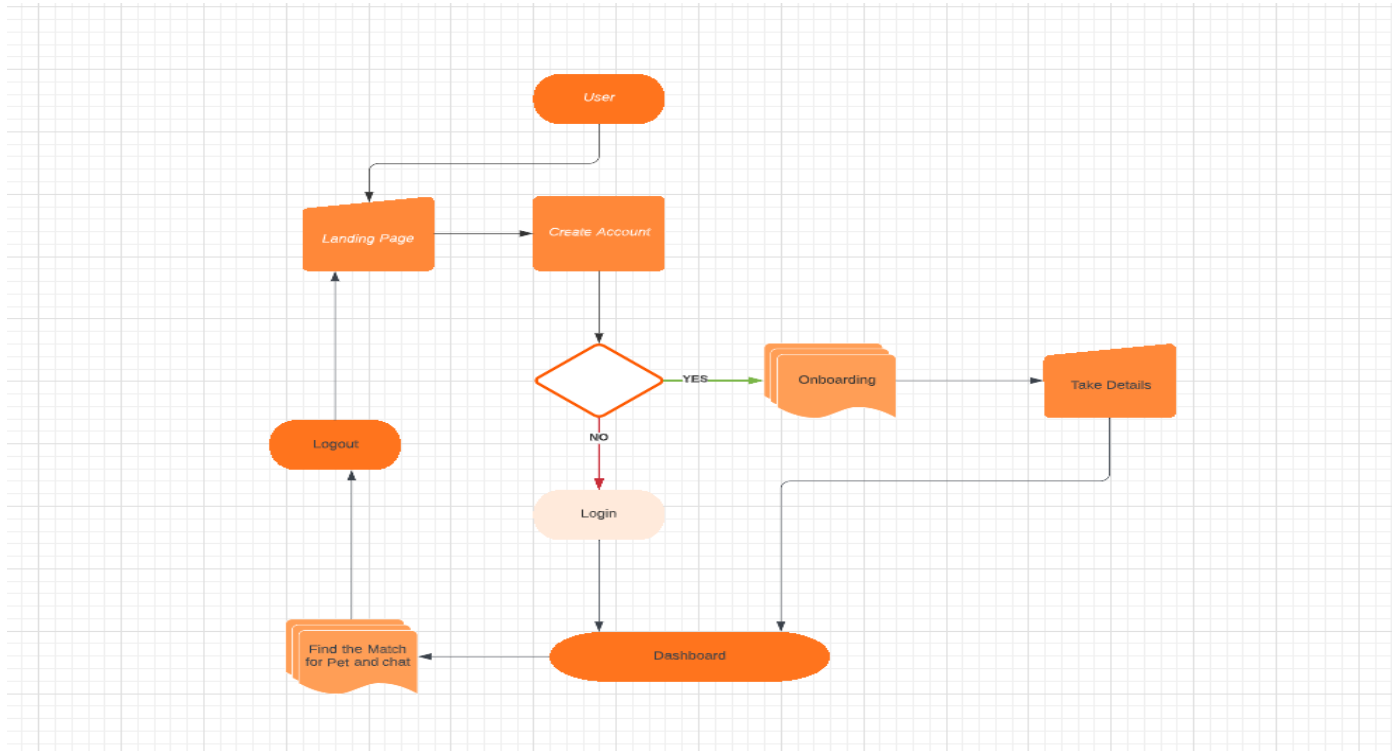 User
Landing Page
Create Account
YES
Onboarding
Take Details
NO
Logout
Login
Find the Match
for Pet and chat
Dashboard